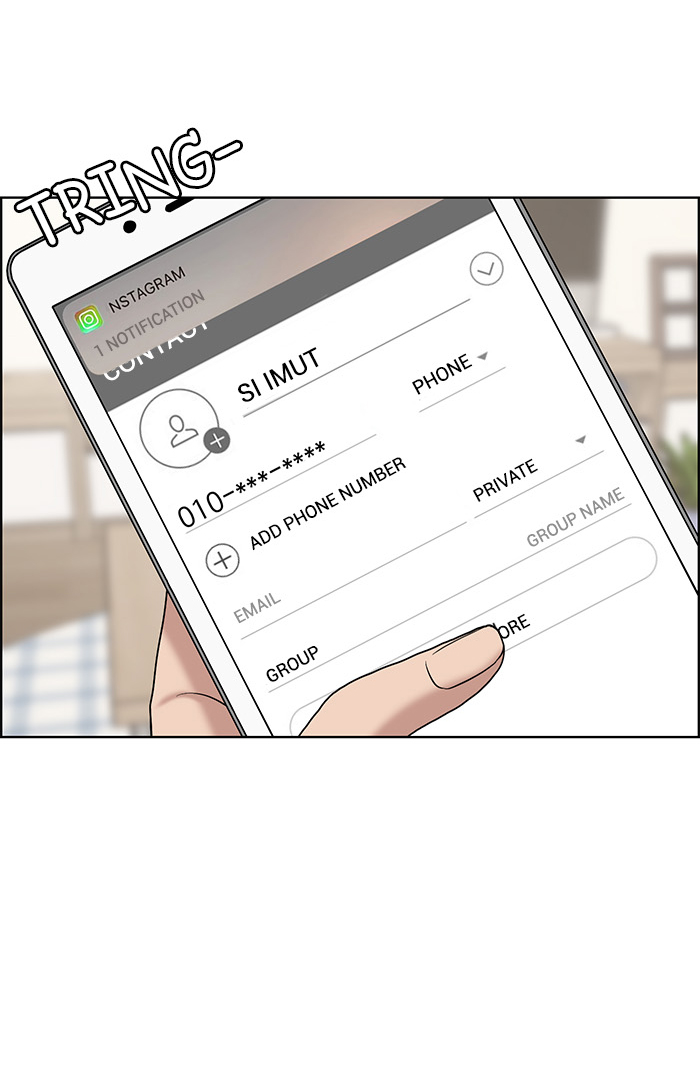 TRING-
NSTAGRAM
1 NOTIFICATION
CONTACT
SI IMUT
PHONE
010-***-****
ADD PHONE NUMBER
PRIVATE
EMAIL
GROUP NAME
GROUP
ORE